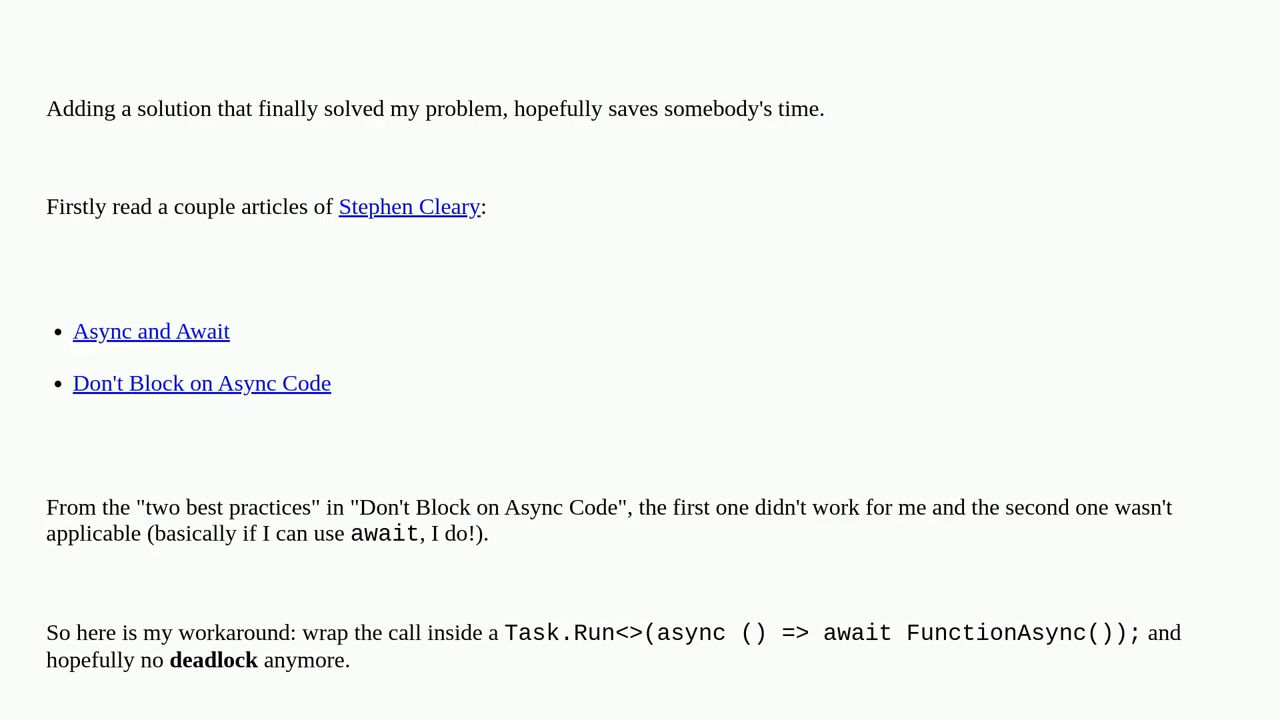 Adding a solution that finally solved my problem, hopefully saves somebody's time.
Firstly read a couple articles of Stephen Cleary:
• Async and Await
• Don't Block on Async Code
From the "two best practices" in "Don't Block on Async Code", the first one didn't work for me and the second one wasn't
applicable (basically if I can use await, I do!).
So here is my workaround: wrap the call inside a Task.Run<>(async () => await FunctionAsync()); and
hopefully no deadlock anymore.